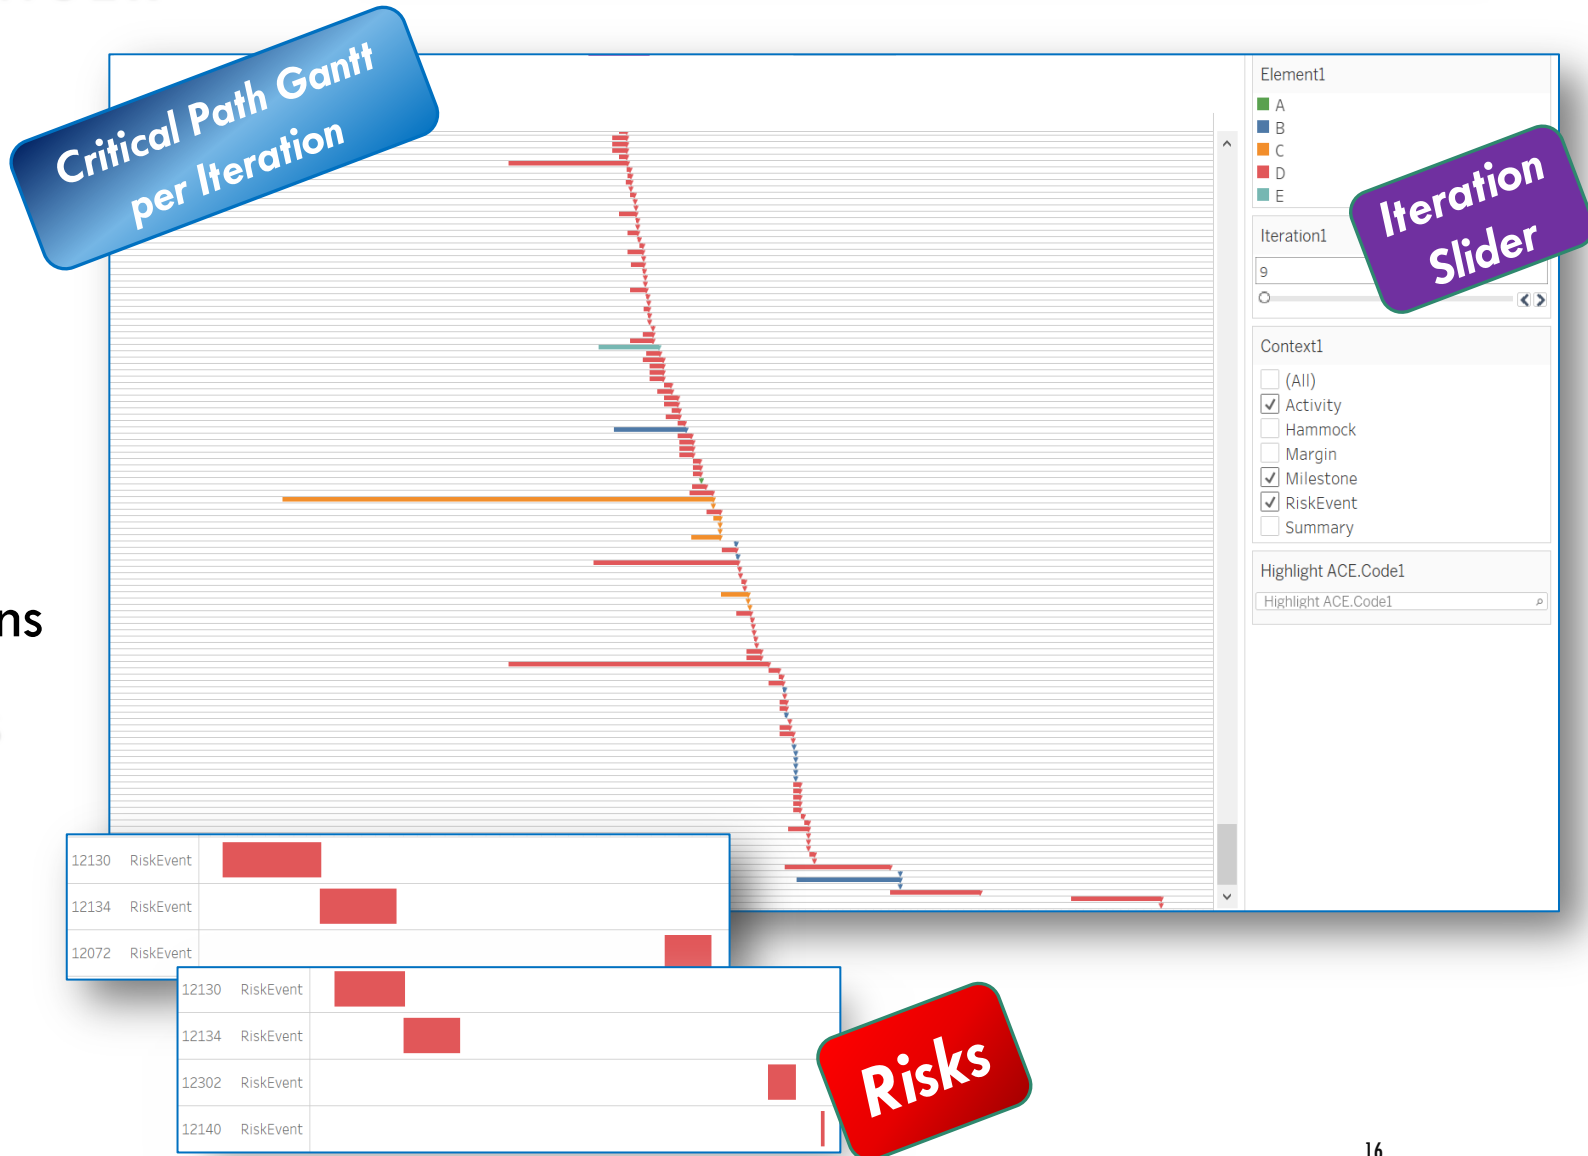 Critical Path Gantt
per Iteration
Element1
A
B
C
D
E
Iteration
Slider
Iteration1
9
Context1
(All)
Activity
Hammock
Margin
Milestone
RiskEvent
Summary
Highlight ACE.Code1
Highlight ACE.Code1
ns
12130 RiskEvent
12134 RiskEvent
12072 RiskEvent
12130 RiskEvent
12134 RiskEvent
12302 RiskEvent
12140 RiskEvent
Risks
16